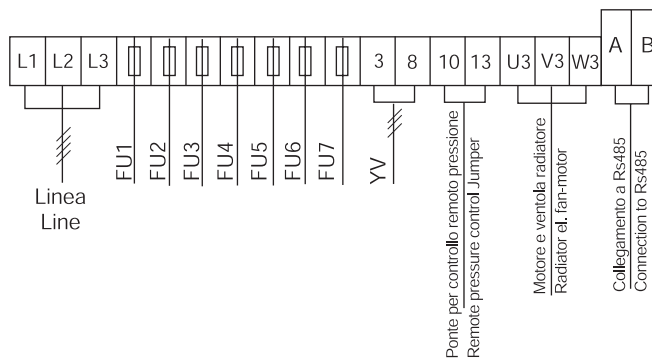 L1 L2 L3 3 8 10 13 U3 V3 W3 A B
Linea
Line
FU1
FU2
FU3
FU4
FU5
FU6
FU7
YV
Ponte per controllo remoto pressione
Remote pressure control Jumper
Motore e ventola radiatore
Radiator el. fan-motor
Collegamento a Rs485
Connection to Rs485